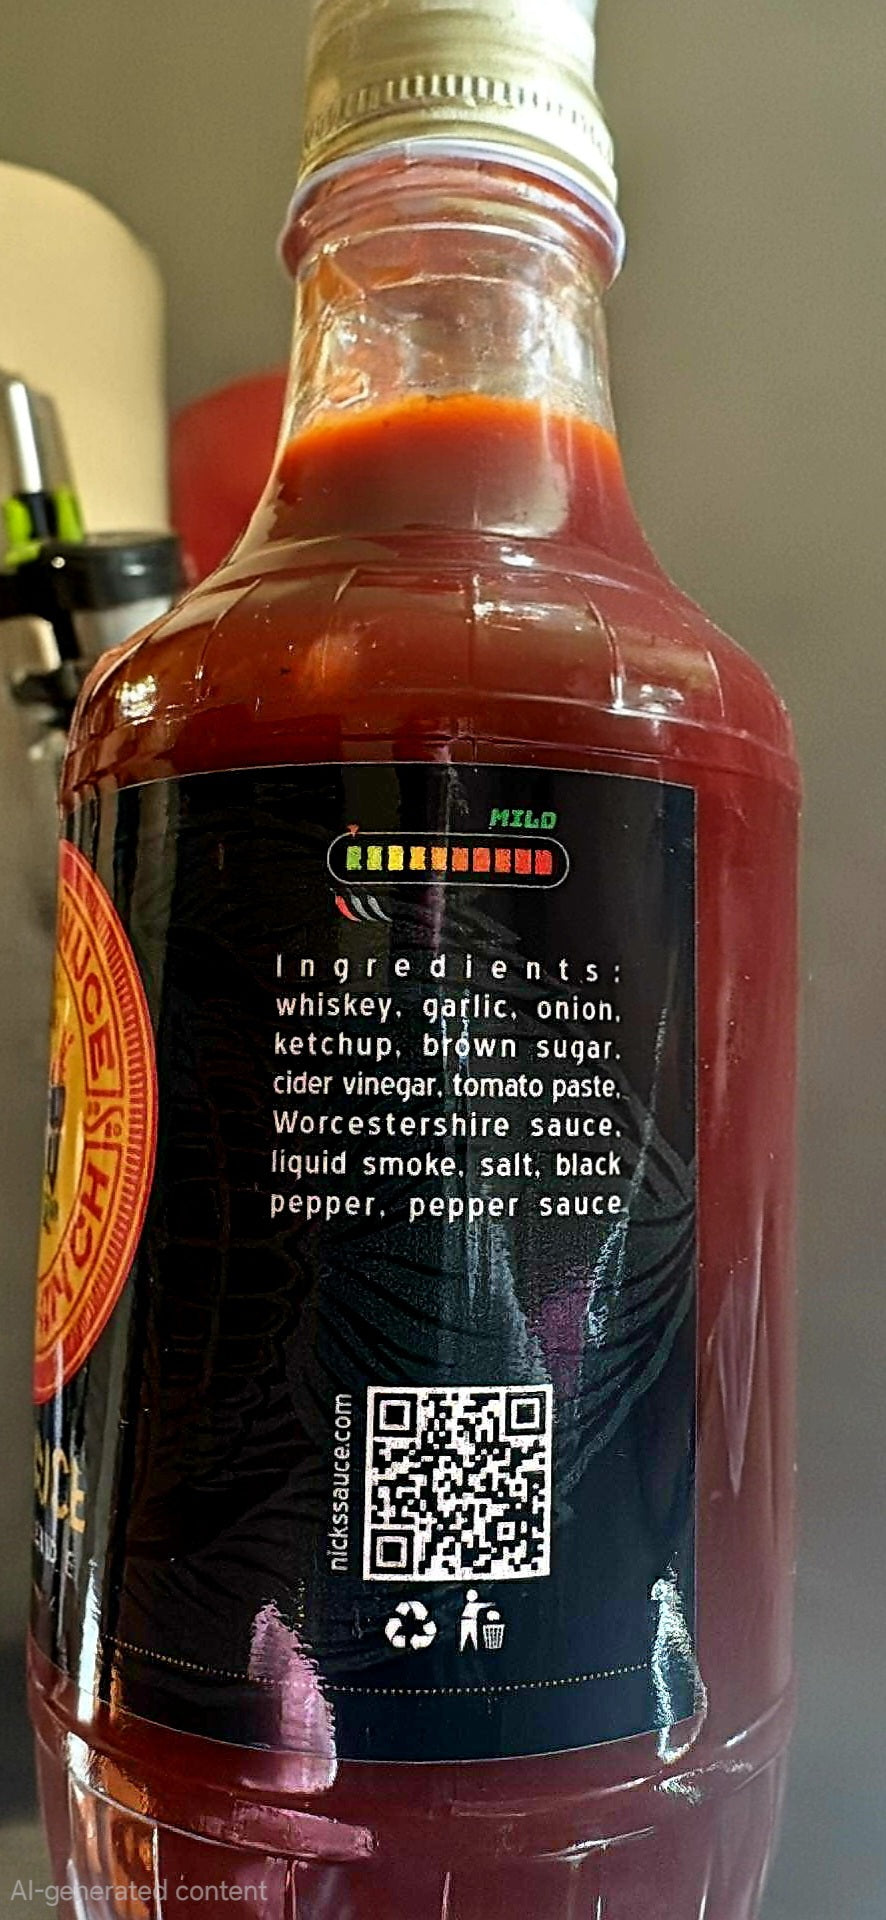 MILD
Ingredients:
whiskey, garlic, onion,
ketchup, brown sugar,
cider vinegar, tomato paste,
Worcestershire sauce,
liquid smoke, salt, black
pepper, pepper sauce
nickssauce.com
AI-generated content